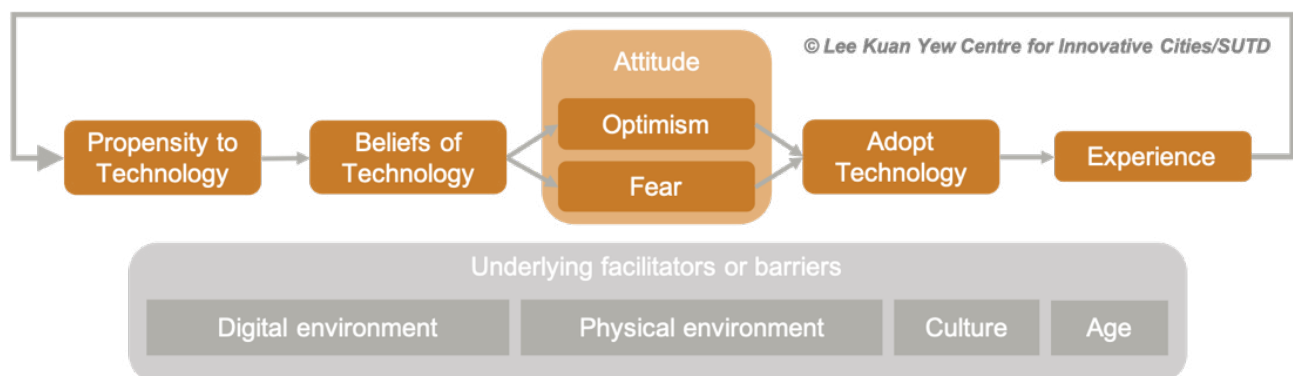 © Lee Kuan Yew Centre for Innovative Cities/SUTD
Attitude
Propensity to
Technology
Beliefs of
Technology
Optimism
Fear
Adopt
Technology
Experience
Underlying facilitators or barriers
Digital environment
Physical environment
Culture
Age